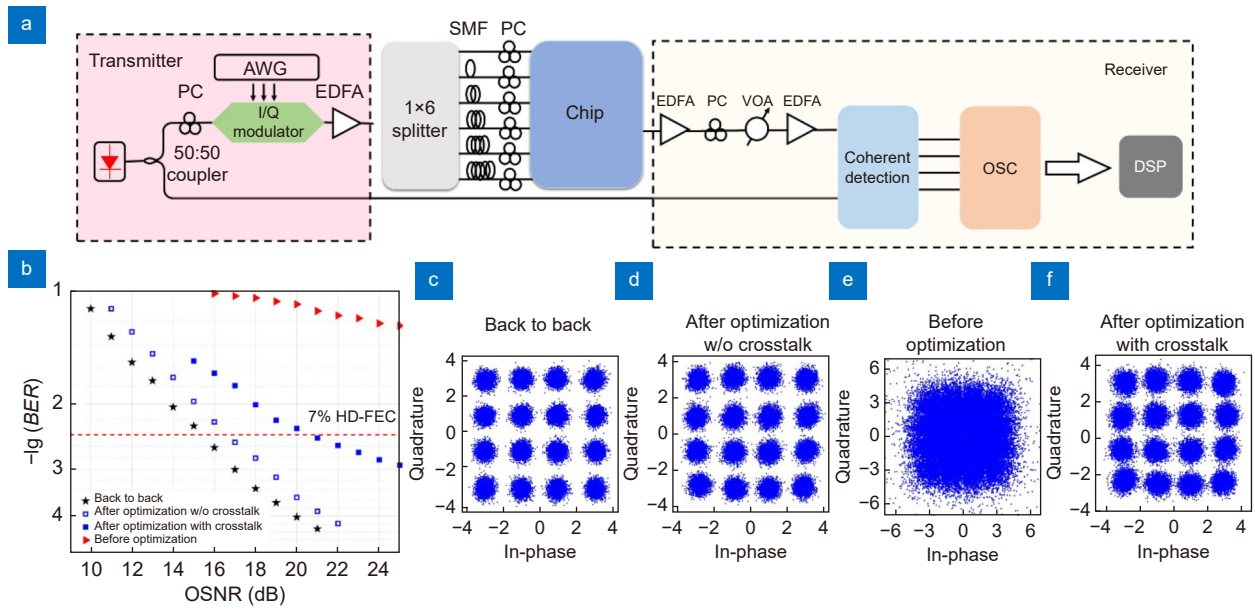 a
Transmitter
AWG
PC
I/Q
modulator
EDFA
50:50
coupler
1×6
splitter
SMF
PC
Chip
Receiver
EDFA
PC
VOA
EDFA
Coherent
detection
OSC
DSP
b
−lg (BER)
1
2
3
4
7% HD-FEC
Back to back
After optimization w/o crosstalk
After optimization with crosstalk
Before optimization
10 12 14 16 18 20 22 24
OSNR (dB)
c
Back to back
Quadrature
4
2
0
−2
−4
−4 −2 0 2 4
In-phase
d
After optimization
w/o crosstalk
Quadrature
4
2
0
−2
−4
−4 −2 0 2 4
In-phase
e
Before
optimization
Quadrature
6
3
0
−3
−6
−6 −3 0 3 6
In-phase
f
After optimization
with crosstalk
Quadrature
4
2
0
−2
−4
−4 −2 0 2 4
In-phase